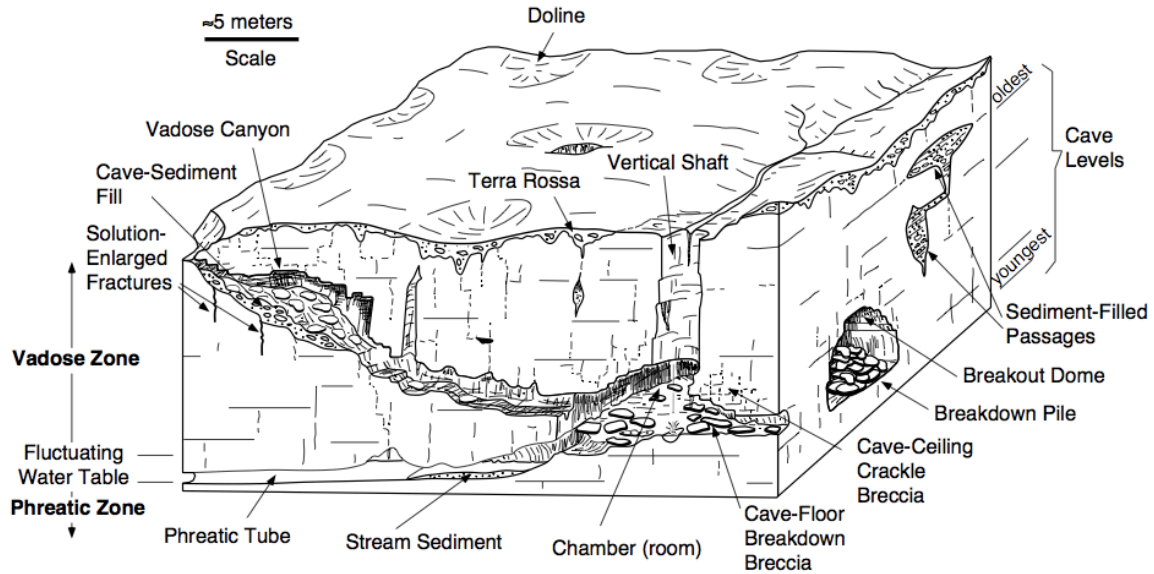 ≈5 meters
Scale
Doline
Vadose Canyon
Cave-Sediment
Fill
Solution-
Enlarged
Fractures
Terra Rossa
Vertical Shaft
oldest
Cave
Levels
youngest
Sediment-Filled
Passages
Vadose Zone
Breakout Dome
Breakdown Pile
Fluctuating
Water Table
Phreatic Zone
Phreatic Tube
Stream Sediment
Chamber (room)
Cave-Floor
Breakdown
Breccia
Cave-Ceiling
Crackle
Breccia